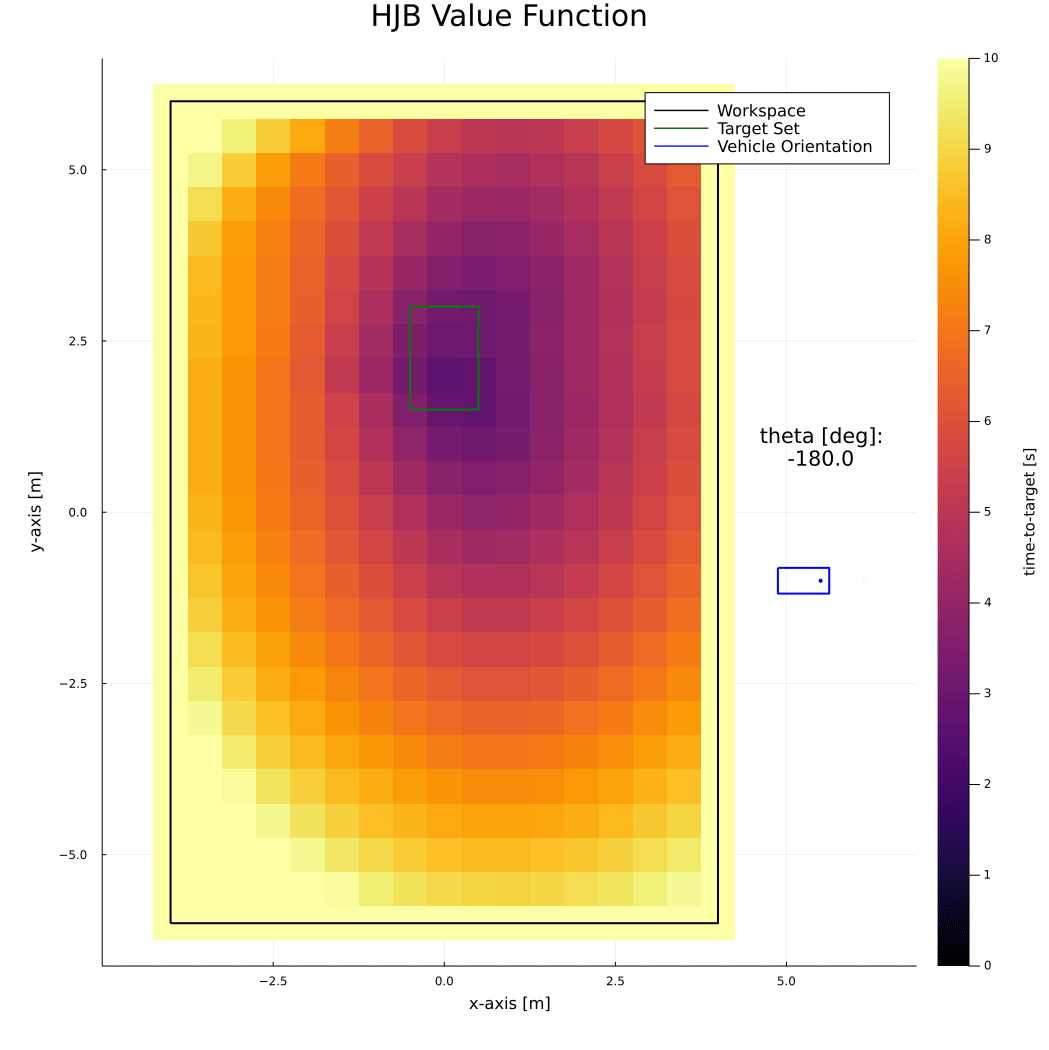 HJB Value Function
Workspace
Target Set
Vehicle Orientation
5.0
2.5
0.0
−2.5
−5.0
y-axis [m]
−2.5
0.0
2.5
5.0
x-axis [m]
theta [deg]:
-180.0
10
9
8
7
6
5
4
3
2
1
0
time-to-target [s]